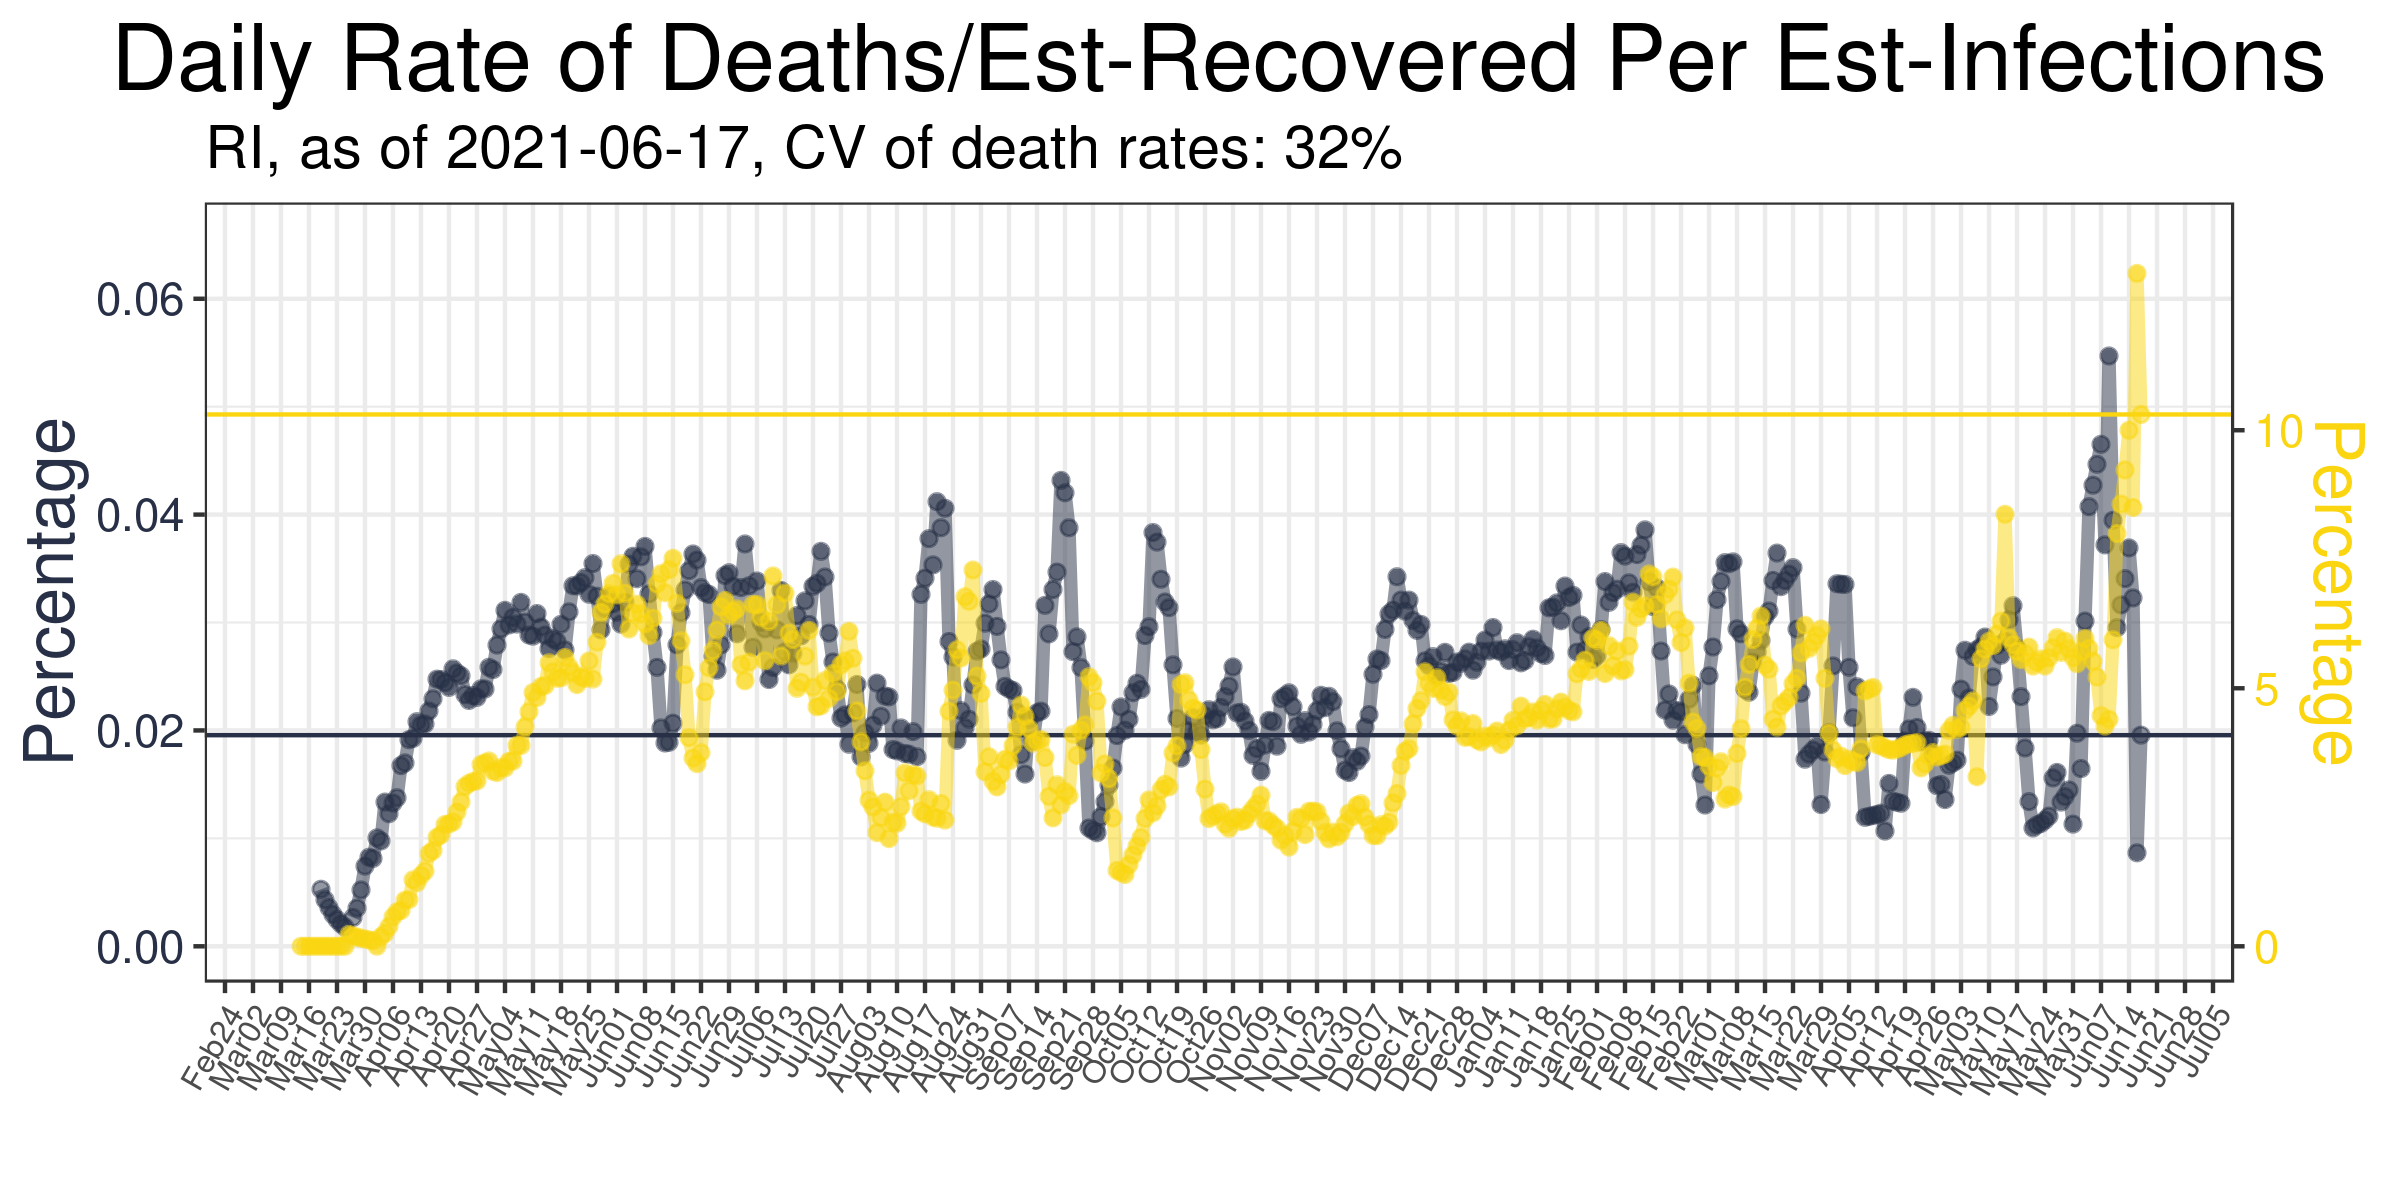 Daily Rate of Deaths/Est-Recovered Per Est-Infections
RI, as of 2021-06-17, CV of death rates: 32%
Percentage
0.06
0.04
0.02
0.00
10
5
0
Percentage
Feb24
Mar02
Mar09
Mar16
Mar23
Mar30
Apr06
Apr13
Apr20
Apr27
May04
May11
May18
May25
Jun01
Jun08
Jun15
Jun22
Jun29
Jul06
Jul13
Jul20
Jul27
Aug03
Aug10
Aug17
Aug24
Aug31
Sep07
Sep14
Sep21
Sep28
Oct05
Oct12
Oct19
Oct26
Nov02
Nov09
Nov16
Nov23
Nov30
Dec07
Dec14
Dec21
Dec28
Jan04
Jan11
Jan18
Jan25
Feb01
Feb08
Feb15
Feb22
Mar01
Mar08
Mar15
Mar22
Mar29
Apr05
Apr12
Apr19
Apr26
May03
May10
May17
May24
May31
Jun07
Jun14
Jun21
Jun28
Jul05